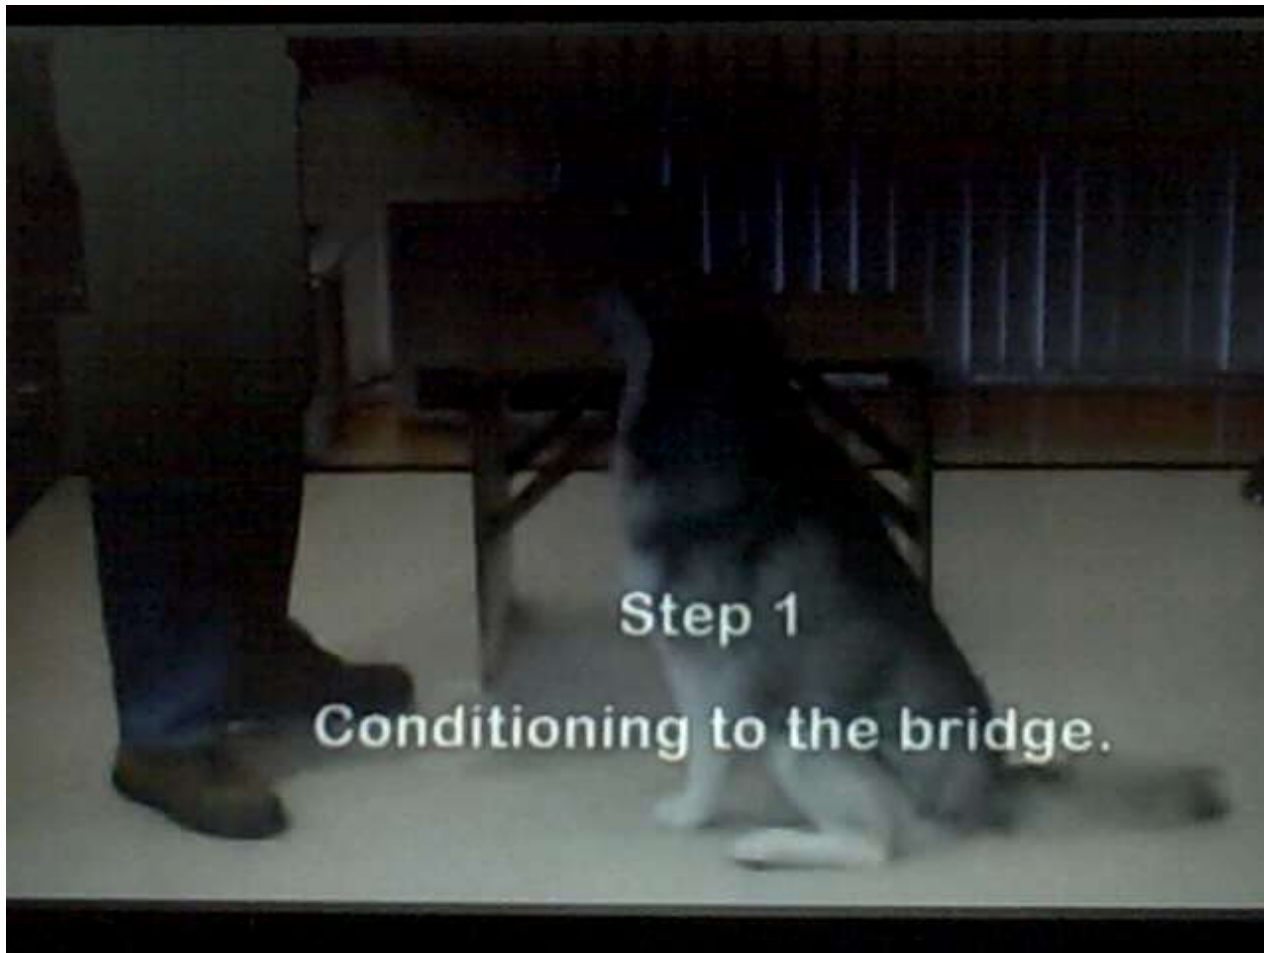 Step 1
Conditioning to the bridge.